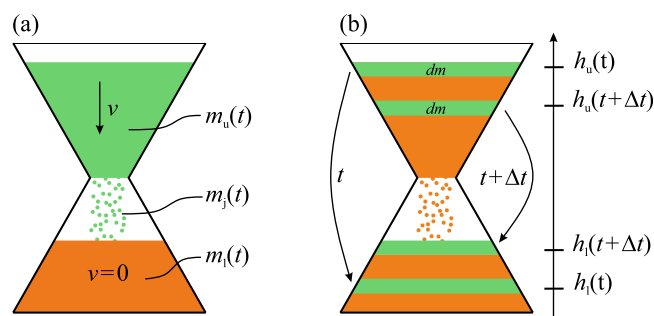 (a)
v
m_u(t)
m_j(t)
m_l(t)
v=0
(b)
dm
dm
t
t+Δt
h_u(t)
h_u(t+Δt)
h_l(t+Δt)
h_l(t)